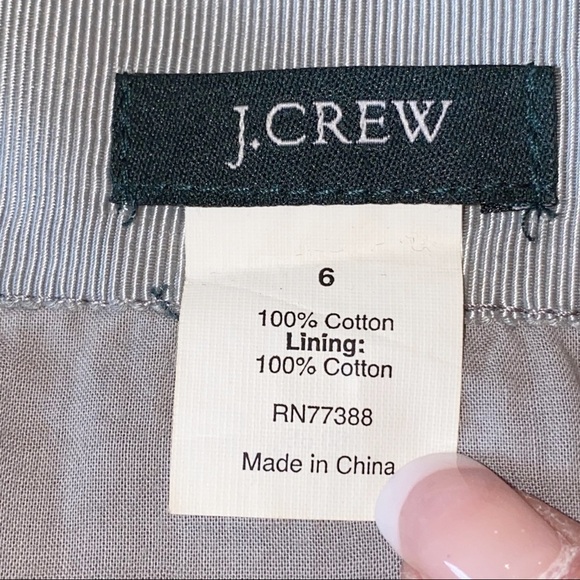 J.CREW
6
100% Cotton
Lining:
100% Cotton
RN77388
Made in China